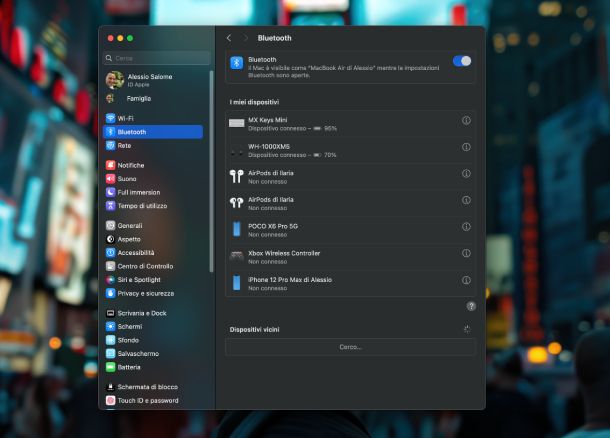 Bluetooth
Cerca
Alessio Salome
ID Apple
Famiglia
Wi-Fi
Bluetooth
Rete
Notifiche
Suono
Full immersion
Tempo di utilizzo
Generali
Aspetto
Accessibilità
Centro di Controllo
Siri e Spotlight
Privacy e sicurezza
Scrivania e Dock
Schermi
Sfondo
Salvaschermo
Batteria
Schermata di blocco
Touch ID e password
Bluetooth
Il Mac è visibile come "MacBook Air di Alessio" mentre le impostazioni
Bluetooth sono aperte.
I miei dispositivi
MX Keys Mini
Dispositivo connesso – 95%
WH-1000XM5
Dispositivo connesso – 70%
AirPods di Ilaria
Non connesso
AirPods di Ilaria
Non connesso
POCO X6 Pro 5G
Non connesso
Xbox Wireless Controller
Non connesso
iPhone 12 Pro Max di Alessio
Non connesso
?
Dispositivi vicini
Cerco...